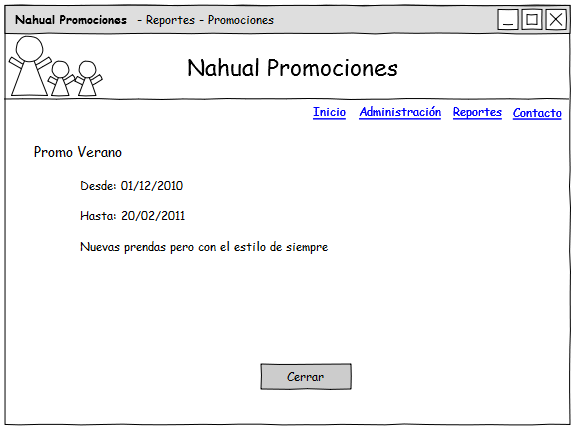 Nahual Promociones - Reportes - Promociones
Nahual Promociones
Inicio Administración Reportes Contacto
Promo Verano
Desde: 01/12/2010
Hasta: 20/02/2011
Nuevas prendas pero con el estilo de siempre
Cerrar